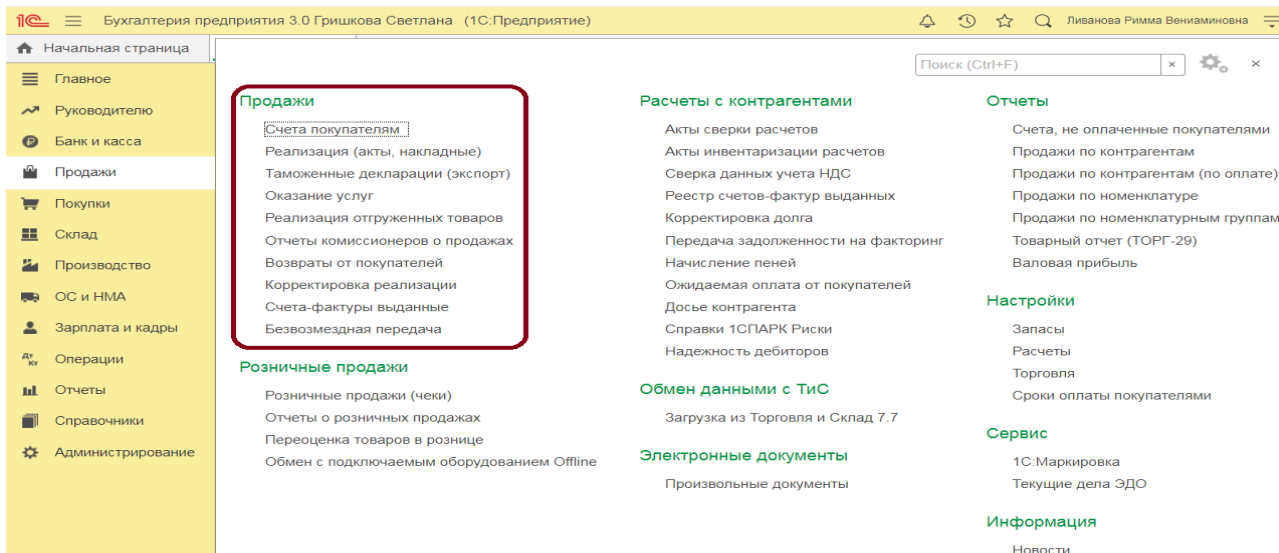 1С Бухгалтерия предприятия 3.0 Гришкова Светлана (1С:Предприятие) Ливанова Римма Вениаминовна
Начальная страница
Поиск (Ctrl+F)
Главное
Руководителю
Банк и касса
Продажи
Покупки
Склад
Производство
ОС и НМА
Зарплата и кадры
Операции
Отчеты
Справочники
Администрирование
Продажи
Счета покупателям
Реализация (акты, накладные)
Таможенные декларации (экспорт)
Оказание услуг
Реализация отгруженных товаров
Отчеты комиссионеров о продажах
Возвраты от покупателей
Корректировка реализации
Счета-фактуры выданные
Безвозмездная передача
Розничные продажи
Розничные продажи (чеки)
Отчеты о розничных продажах
Переоценка товаров в рознице
Обмен с подключаемым оборудованием Offline
Расчеты с контрагентами
Акты сверки расчетов
Акты инвентаризации расчетов
Сверка данных учета НДС
Реестр счетов-фактур выданных
Корректировка долга
Передача задолженности на факторинг
Начисление пеней
Ожидаемая оплата от покупателей
Досье контрагента
Справки 1СПАРК Риски
Надежность дебиторов
Обмен данными с ТиС
Загрузка из Торговля и Склад 7.7
Электронные документы
Произвольные документы
Отчеты
Счета, не оплаченные покупателями
Продажи по контрагентам
Продажи по контрагентам (по оплате)
Продажи по номенклатуре
Продажи по номенклатурным группам
Товарный отчет (ТОРГ-29)
Валовая прибыль
Настройки
Запасы
Расчеты
Торговля
Сроки оплаты покупателями
Сервис
1С:Маркировка
Текущие дела ЭДО
Информация
Новости